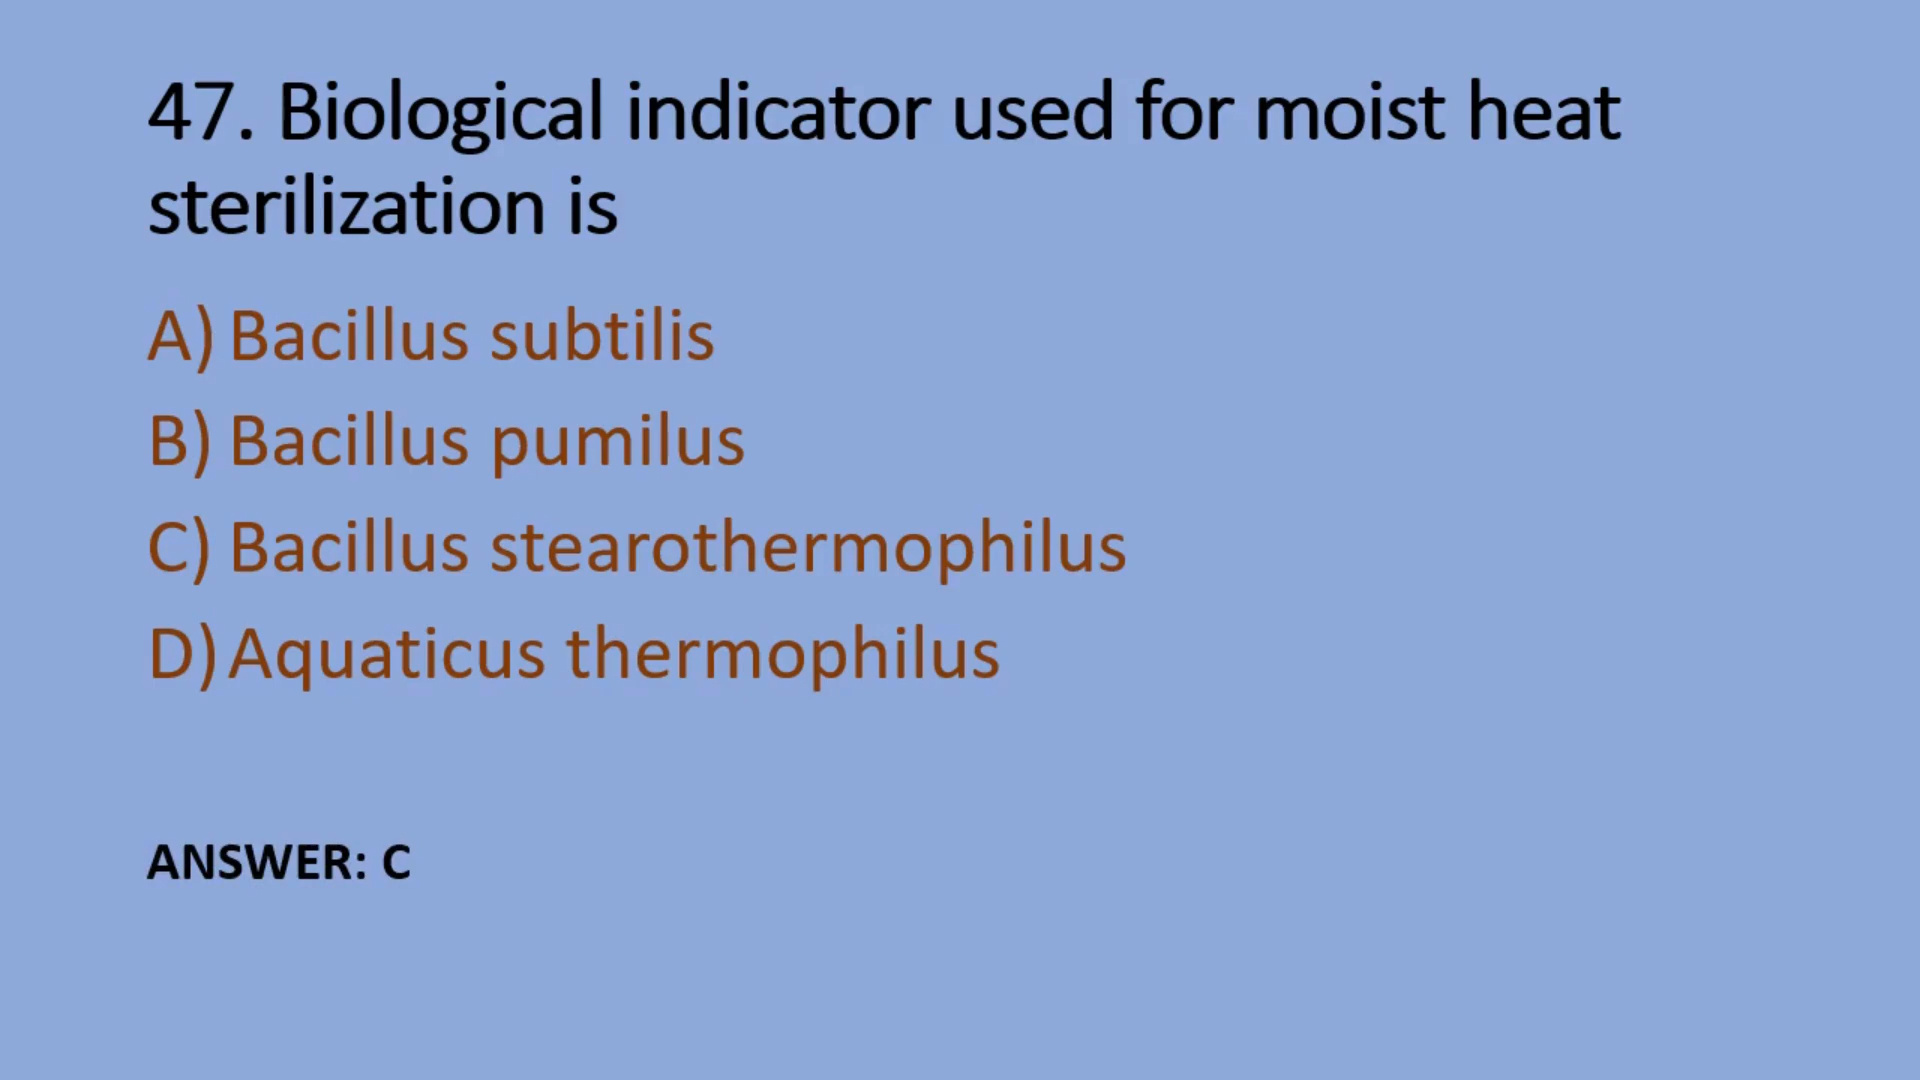 47. Biological indicator used for moist heat
sterilization is
A) Bacillus subtilis
B) Bacillus pumilus
C) Bacillus stearothermophilus
D) Aquaticus thermophilus
ANSWER: C